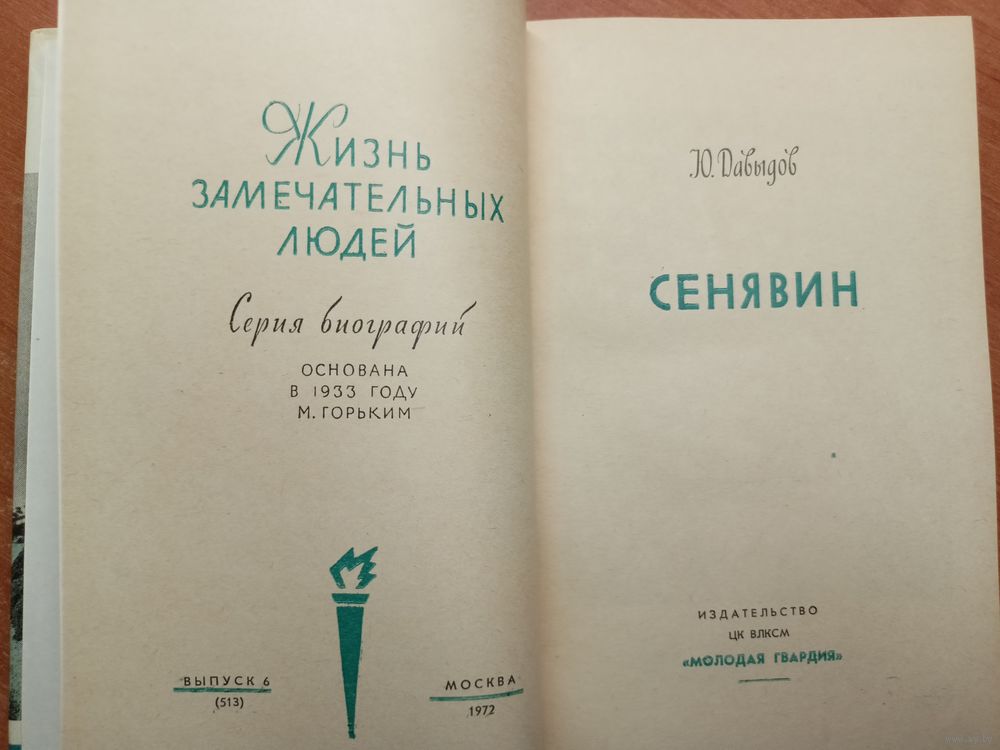 Жизнь
ЗАМЕЧАТЕЛЬНЫХ
ЛЮДЕЙ
Серия биографий
ОСНОВАНА
В 1933 ГОДУ
М. ГОРЬКИМ
ВЫПУСК 6
(513)
МОСКВА
1972
Ю. Давыдов
СЕНЯВИН
ИЗДАТЕЛЬСТВО
ЦК ВЛКСМ
«МОЛОДАЯ ГВАРДИЯ»